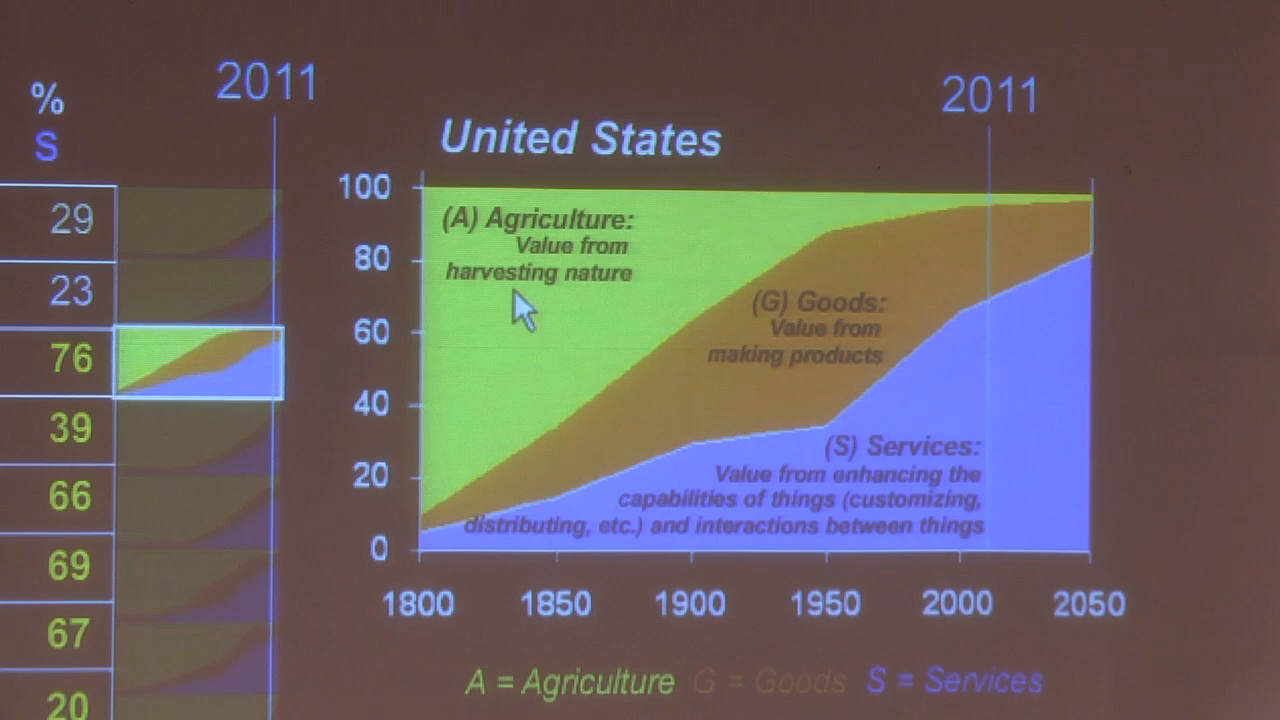 %
S
29
23
76
39
66
69
67
20
2011
United States
2011
100
80
60
40
20
0
(A) Agriculture:
Value from
harvesting nature
(G) Goods:
Value from
making products
(S) Services:
Value from enhancing the
capabilities of things (customizing,
distributing, etc.) and interactions between things
1800 1850 1900 1950 2000 2050
A = Agriculture G = Goods S = Services